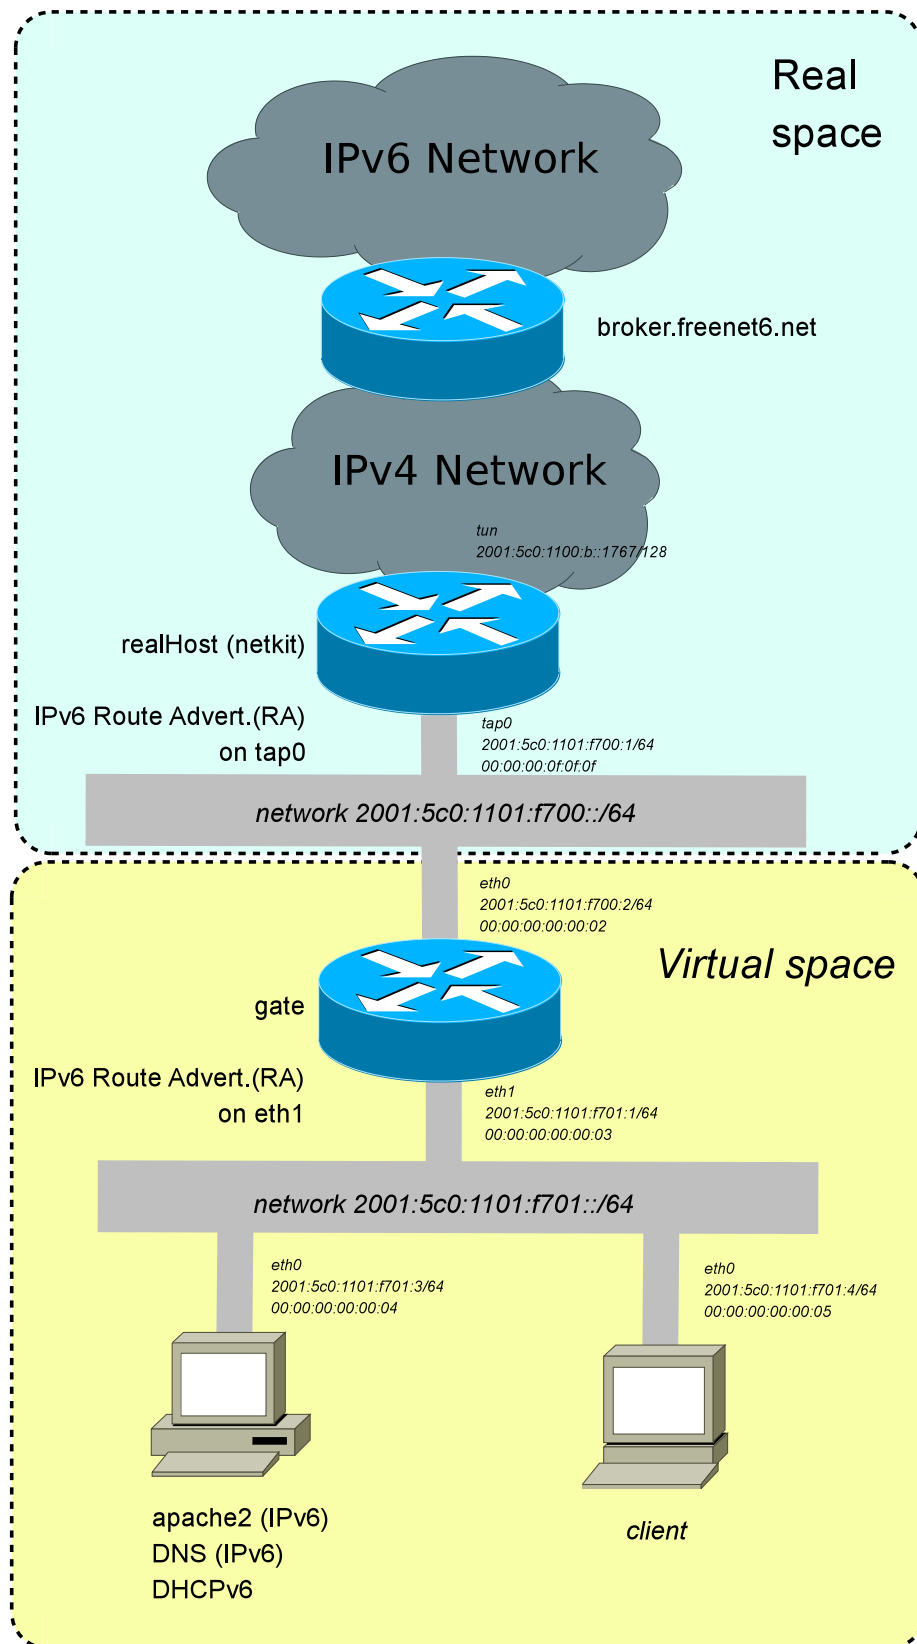 Real
space
IPv6 Network
broker.freenet6.net
IPv4 Network
tun
2001:5c0:1100:b::1767/128
realHost (netkit)
IPv6 Route Advert.(RA)
on tap0
tap0
2001:5c0:1101:f700:1/64
00:00:00:0f:0f:0f
network 2001:5c0:1101:f700::/64
eth0
2001:5c0:1101:f700:2/64
00:00:00:00:00:02
Virtual space
gate
IPv6 Route Advert.(RA)
on eth1
eth1
2001:5c0:1101:f701:1/64
00:00:00:00:00:03
network 2001:5c0:1101:f701::/64
eth0
2001:5c0:1101:f701:3/64
00:00:00:00:00:04
eth0
2001:5c0:1101:f701:4/64
00:00:00:00:00:05
apache2 (IPv6)
DNS (IPv6)
DHCPv6
client